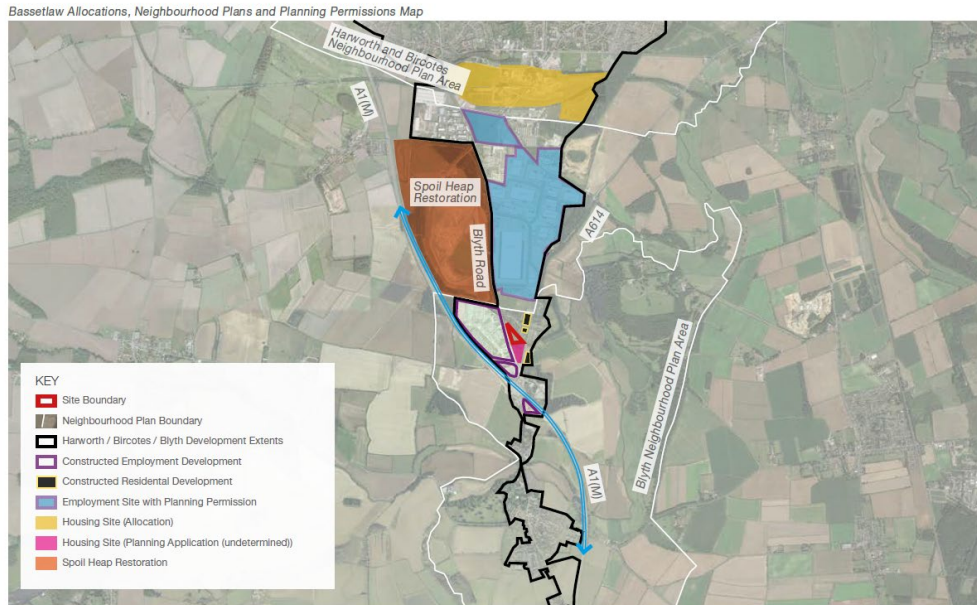 Bassetlaw Allocations, Neighbourhood Plans and Planning Permissions Map
Harworth and Bircotes
Neighbourhood Plan Area
A1(M)
Spoil Heap
Restoration
Blyth Road
A614
Blyth Neighbourhood Plan Area
A1(M)
KEY
Site Boundary
Neighbourhood Plan Boundary
Harworth / Bircotes / Blyth Development Extents
Constructed Employment Development
Constructed Residential Development
Employment Site with Planning Permission
Housing Site (Allocation)
Housing Site (Planning Application (undetermined))
Spoil Heap Restoration